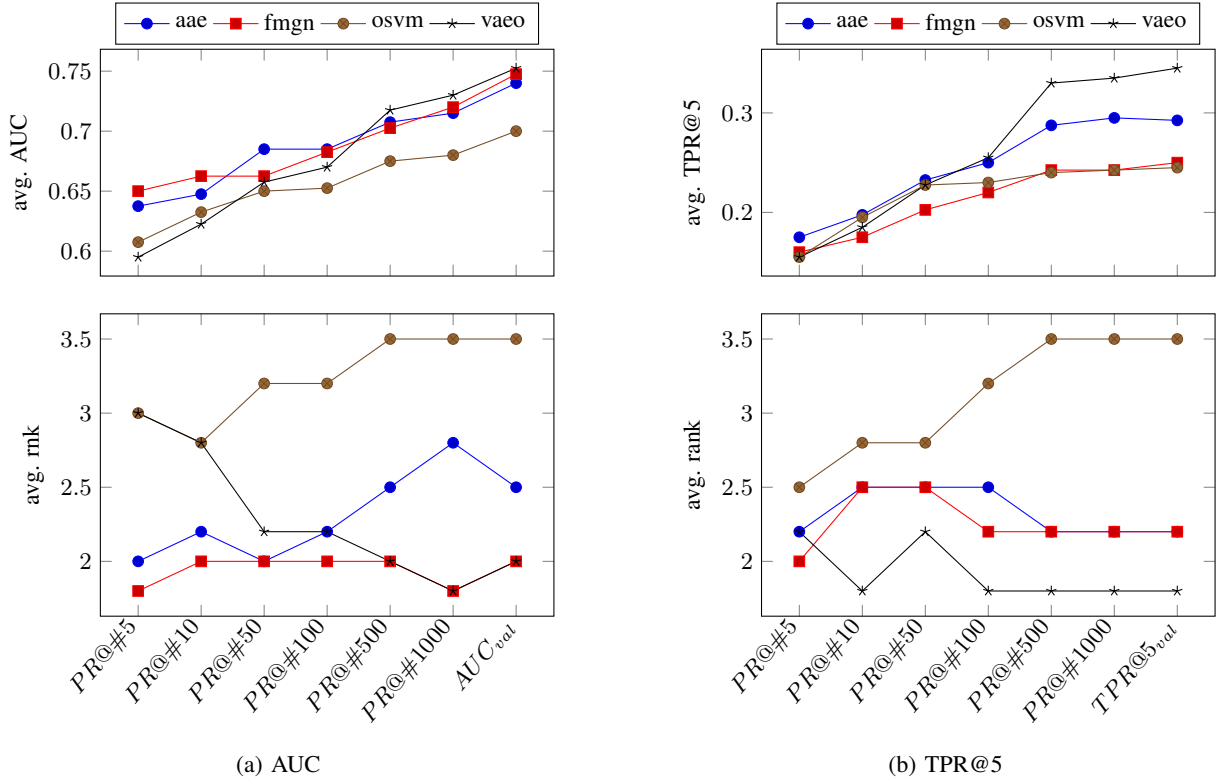 aae fmgn osvm vaeo
0.75
0.7
0.65
0.6
avg. AUC
3.5
3
2.5
2
avg. rnk
PR@#5
PR@#10
PR@#50
PR@#100
PR@#500
PR@#1000
AUC_val
(a) AUC
aae fmgn osvm vaeo
0.3
0.2
avg. TPR@5
3.5
3
2.5
2
avg. rank
PR@#5
PR@#10
PR@#50
PR@#100
PR@#500
PR@#1000
TPR@5_val
(b) TPR@5